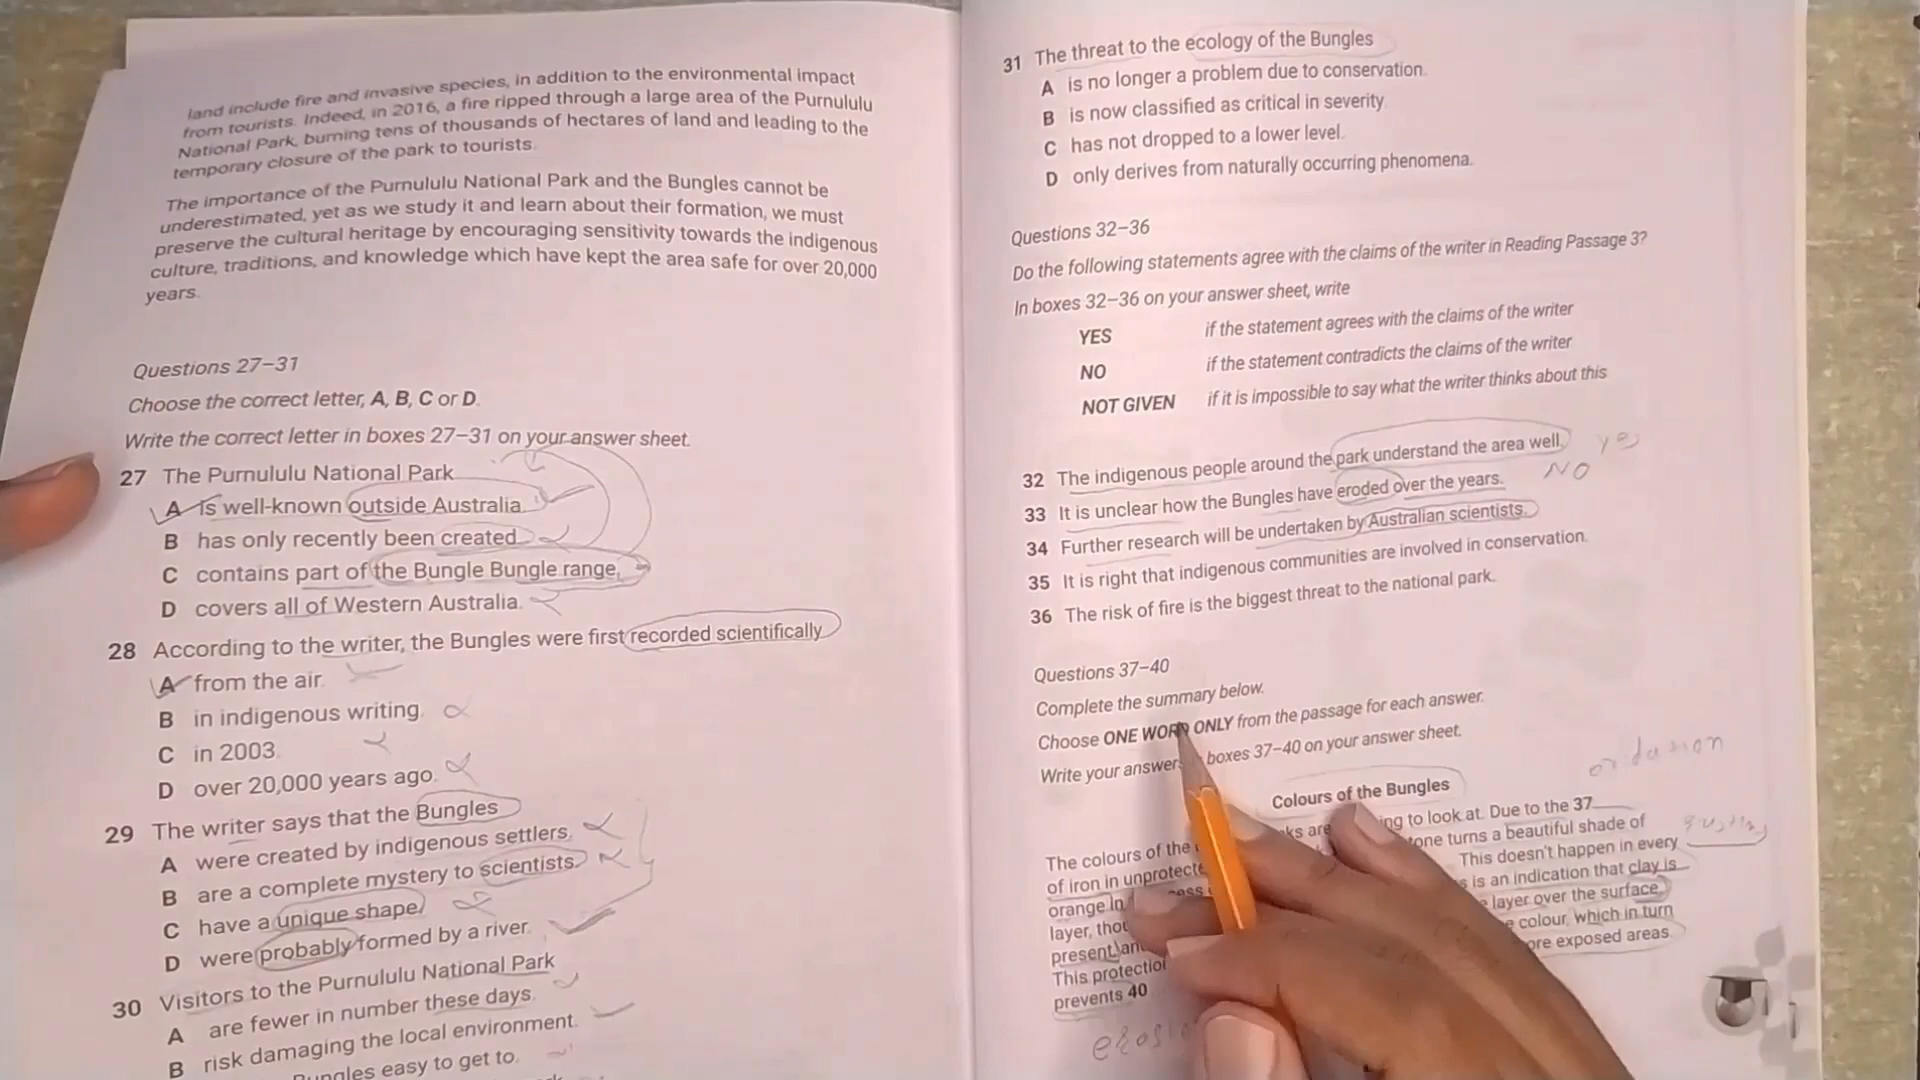 land include fire and invasive species, in addition to the environmental impact
from tourists. Indeed, in 2016, a fire ripped through a large area of the Purnululu
National Park, burning tens of thousands of hectares of land and leading to the
temporary closure of the park to tourists.
The importance of the Purnululu National Park and the Bungles cannot be
underestimated, yet as we study it and learn about their formation, we must
preserve the cultural heritage by encouraging sensitivity towards the indigenous
culture, traditions, and knowledge which have kept the area safe for over 20,000
years.
Questions 27–31
Choose the correct letter, A, B, C or D.
Write the correct letter in boxes 27–31 on your answer sheet.
27 The Purnululu National Park
A is well-known outside Australia.
B has only recently been created.
C contains part of the Bungle Bungle range.
D covers all of Western Australia.
28 According to the writer, the Bungles were first recorded scientifically
A from the air.
B in indigenous writing.
C in 2003.
D over 20,000 years ago.
29 The writer says that the Bungles
A were created by indigenous settlers.
B are a complete mystery to scientists.
C have a unique shape.
D were probably formed by a river.
30 Visitors to the Purnululu National Park
A are fewer in number these days.
B risk damaging the local environment.
Bungles easy to get to.
31 The threat to the ecology of the Bungles
A is no longer a problem due to conservation.
B is now classified as critical in severity.
C has not dropped to a lower level.
D only derives from naturally occurring phenomena.
Questions 32–36
Do the following statements agree with the claims of the writer in Reading Passage 3?
In boxes 32–36 on your answer sheet, write
YES if the statement agrees with the claims of the writer
NO if the statement contradicts the claims of the writer
NOT GIVEN if it is impossible to say what the writer thinks about this
32 The indigenous people around the park understand the area well. yes
33 It is unclear how the Bungles have eroded over the years. NO
34 Further research will be undertaken by Australian scientists.
35 It is right that indigenous communities are involved in conservation.
36 The risk of fire is the biggest threat to the national park.
Questions 37–40
Complete the summary below.
Choose ONE WORD ONLY from the passage for each answer.
Write your answers boxes 37–40 on your answer sheet.
Colours of the Bungles
The colours of the are ing to look at. Due to the 37
of iron in tone turns a beautiful shade of
orange in This doesn't happen in every
layer, is an indication that clay is
present layer over the surface.
This colour, which in turn
prevents 40 exposed areas.